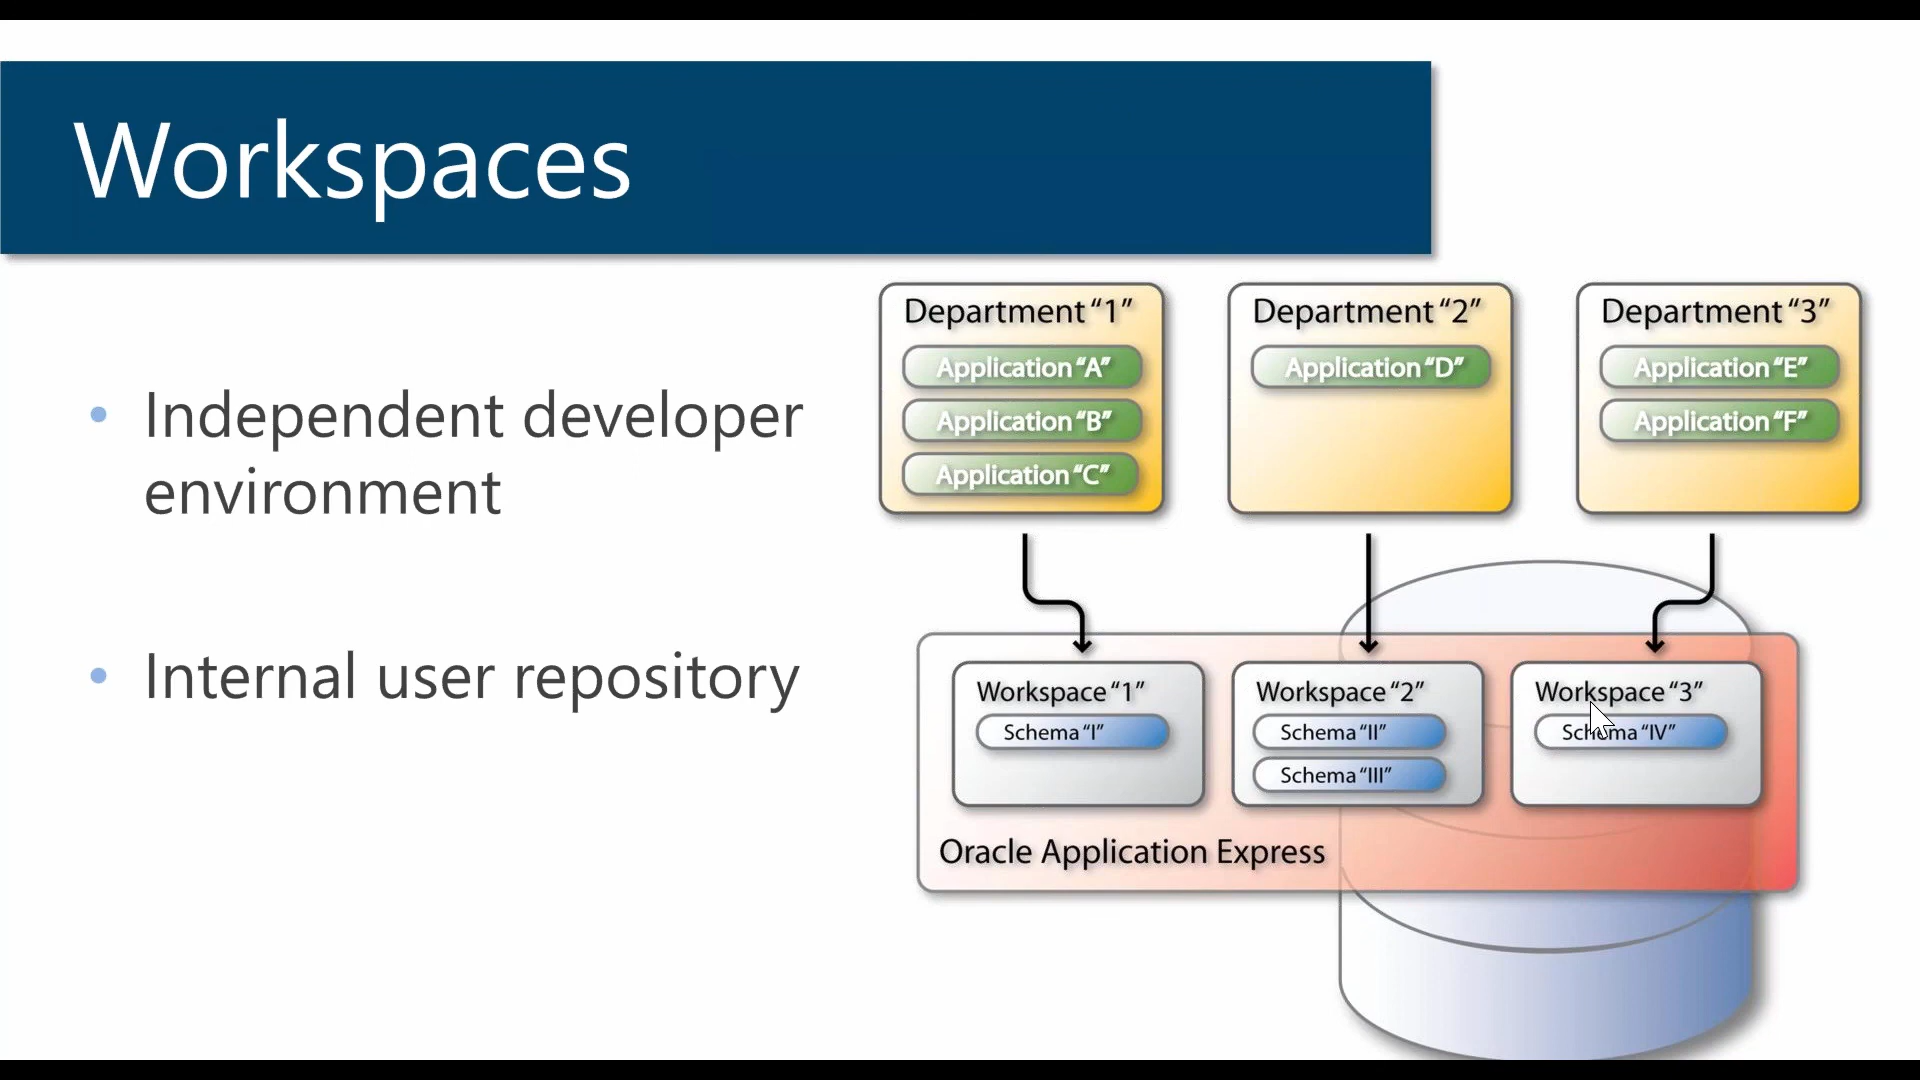 Workspaces
• Independent developer
environment
• Internal user repository
Department “1”
Application “A”
Application “B”
Application “C”
Department “2”
Application “D”
Department “3”
Application “E”
Application “F”
Workspace “1”
Schema “I”
Workspace “2”
Schema “II”
Schema “III”
Workspace “3”
Schema “IV”
Oracle Application Express